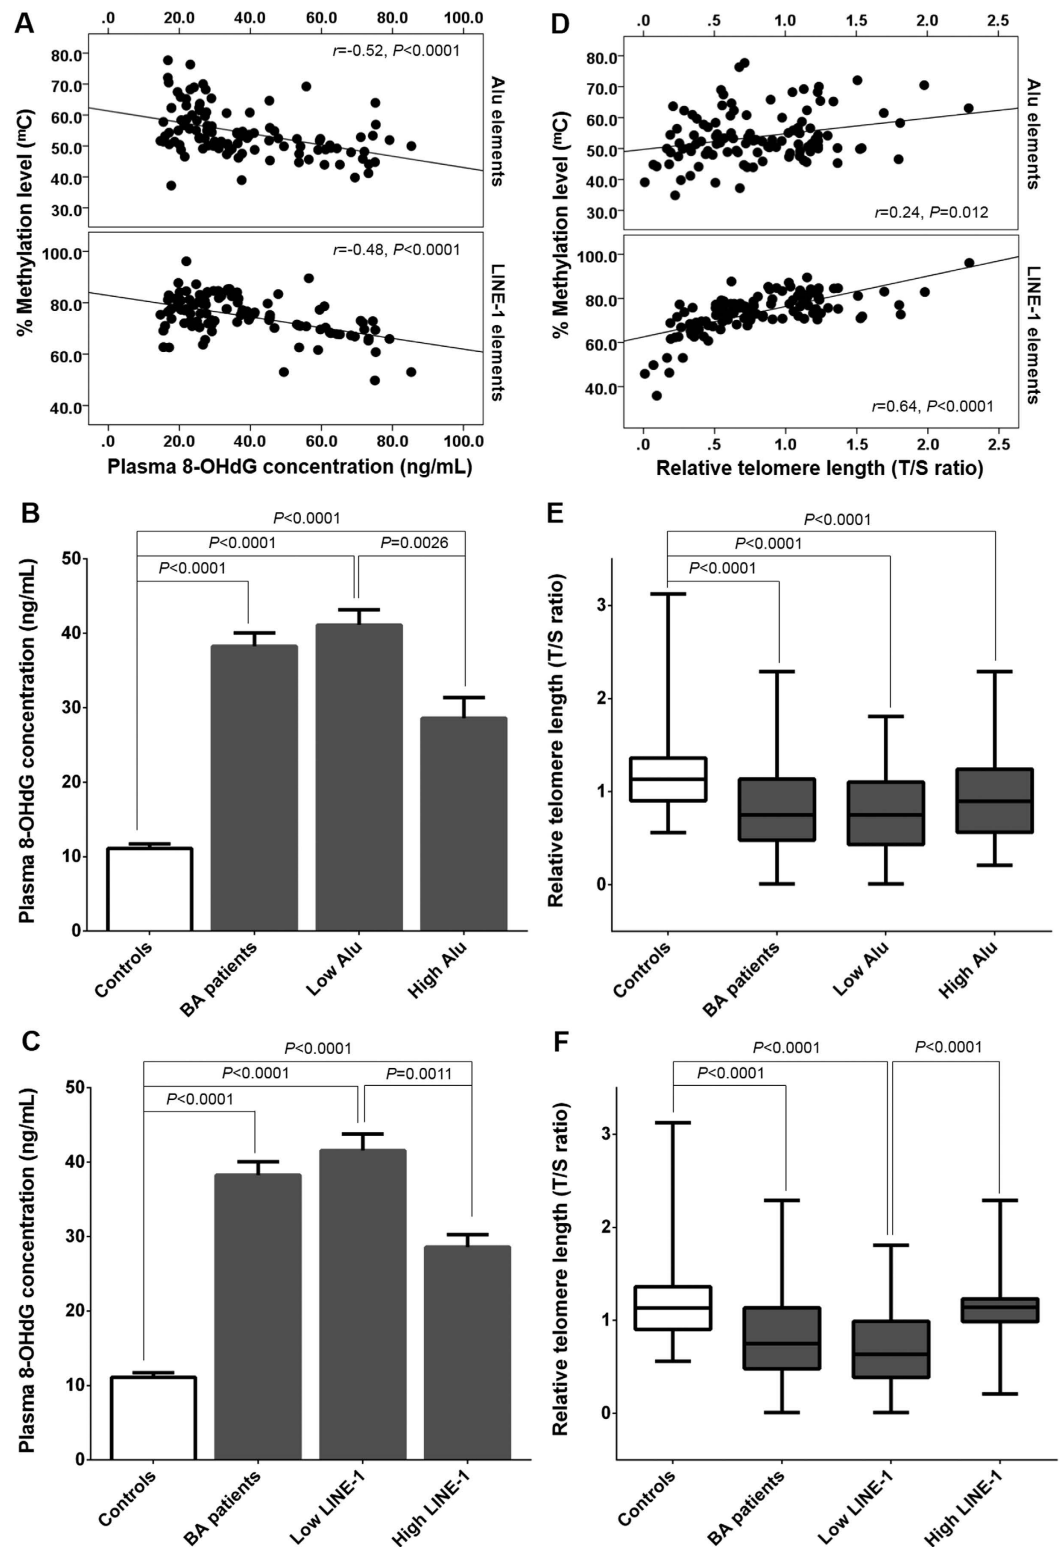 A
.0 20.0 40.0 60.0 80.0 100.0
r=-0.52, P<0.0001
80.0
70.0
60.0
50.0
40.0
30.0
Alu elements
% Methylation level (mC)
r=-0.48, P<0.0001
100.0
80.0
60.0
40.0
LINE-1 elements
.0 20.0 40.0 60.0 80.0 100.0
Plasma 8-OHdG concentration (ng/mL)
D
.0 .5 1.0 1.5 2.0 2.5
80.0
70.0
60.0
50.0
40.0
30.0
r=0.24, P=0.012
Alu elements
% Methylation level (mC)
100.0
80.0
60.0
40.0
r=0.64, P<0.0001
LINE-1 elements
.0 .5 1.0 1.5 2.0 2.5
Relative telomere length (T/S ratio)
B
P<0.0001
P<0.0001 P=0.0026
P<0.0001
50
40
30
20
10
0
Plasma 8-OHdG concentration (ng/mL)
Controls
BA patients
Low Alu
High Alu
E
P<0.0001
P<0.0001
P<0.0001
3
2
1
0
Relative telomere length (T/S ratio)
Controls
BA patients
Low Alu
High Alu
C
P<0.0001
P<0.0001 P=0.0011
P<0.0001
50
40
30
20
10
0
Plasma 8-OHdG concentration (ng/mL)
Controls
BA patients
Low LINE-1
High LINE-1
F
P<0.0001 P<0.0001
P<0.0001
3
2
1
0
Relative telomere length (T/S ratio)
Controls
BA patients
Low LINE-1
High LINE-1